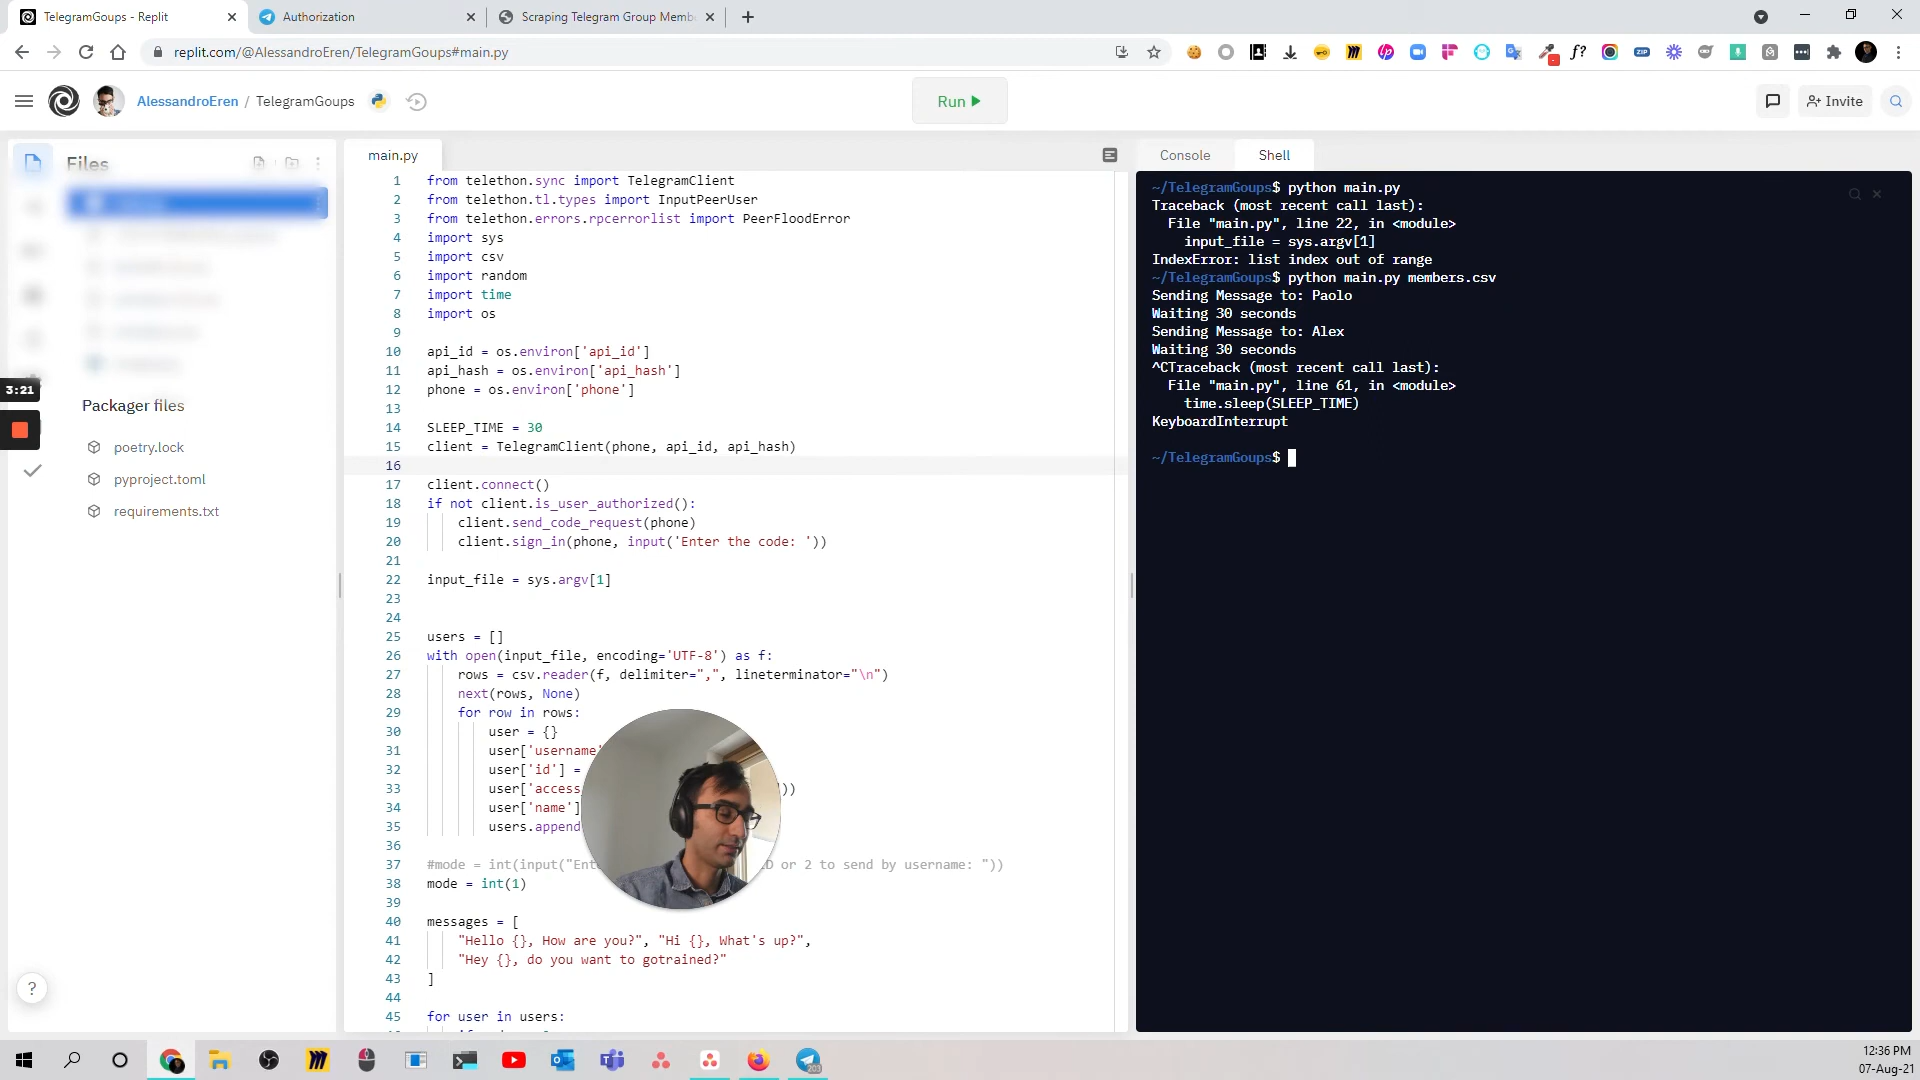 TelegramGoups - Replit
Authorization
Scraping Telegram Group Memb
replit.com/@AlessandroEren/TelegramGoups#main.py
AlessandroEren / TelegramGoups
Run
Invite
Files
main.py
Console
Shell
3:21
Packager files
poetry.lock
pyproject.toml
requirements.txt
?
1 from telethon.sync import TelegramClient
2 from telethon.tl.types import InputPeerUser
3 from telethon.errors.rpcerrorlist import PeerFloodError
4 import sys
5 import csv
6 import random
7 import time
8 import os
9
10 api_id = os.environ['api_id']
11 api_hash = os.environ['api_hash']
12 phone = os.environ['phone']
13
14 SLEEP_TIME = 30
15 client = TelegramClient(phone, api_id, api_hash)
16
17 client.connect()
18 if not client.is_user_authorized():
19 client.send_code_request(phone)
20 client.sign_in(phone, input('Enter the code: '))
21
22 input_file = sys.argv[1]
23
24
25 users = []
26 with open(input_file, encoding='UTF-8') as f:
27 rows = csv.reader(f, delimiter=",", lineterminator="\n")
28 next(rows, None)
29 for row in rows:
30 user = {}
31 user['username'
32 user['id'] =
33 user['access ))
34 user['name']
35 users.append
36
37 #mode = int(input("Ent D or 2 to send by username: "))
38 mode = int(1)
39
40 messages = [
41 "Hello {}, How are you?", "Hi {}, What's up?",
42 "Hey {}, do you want to gotrained?"
43 ]
44
45 for user in users:
~/TelegramGoups$ python main.py
Traceback (most recent call last):
File "main.py", line 22, in <module>
input_file = sys.argv[1]
IndexError: list index out of range
~/TelegramGoups$ python main.py members.csv
Sending Message to: Paolo
Waiting 30 seconds
Sending Message to: Alex
Waiting 30 seconds
^CTraceback (most recent call last):
File "main.py", line 61, in <module>
time.sleep(SLEEP_TIME)
KeyboardInterrupt
~/TelegramGoups$
12:36 PM
07-Aug-21